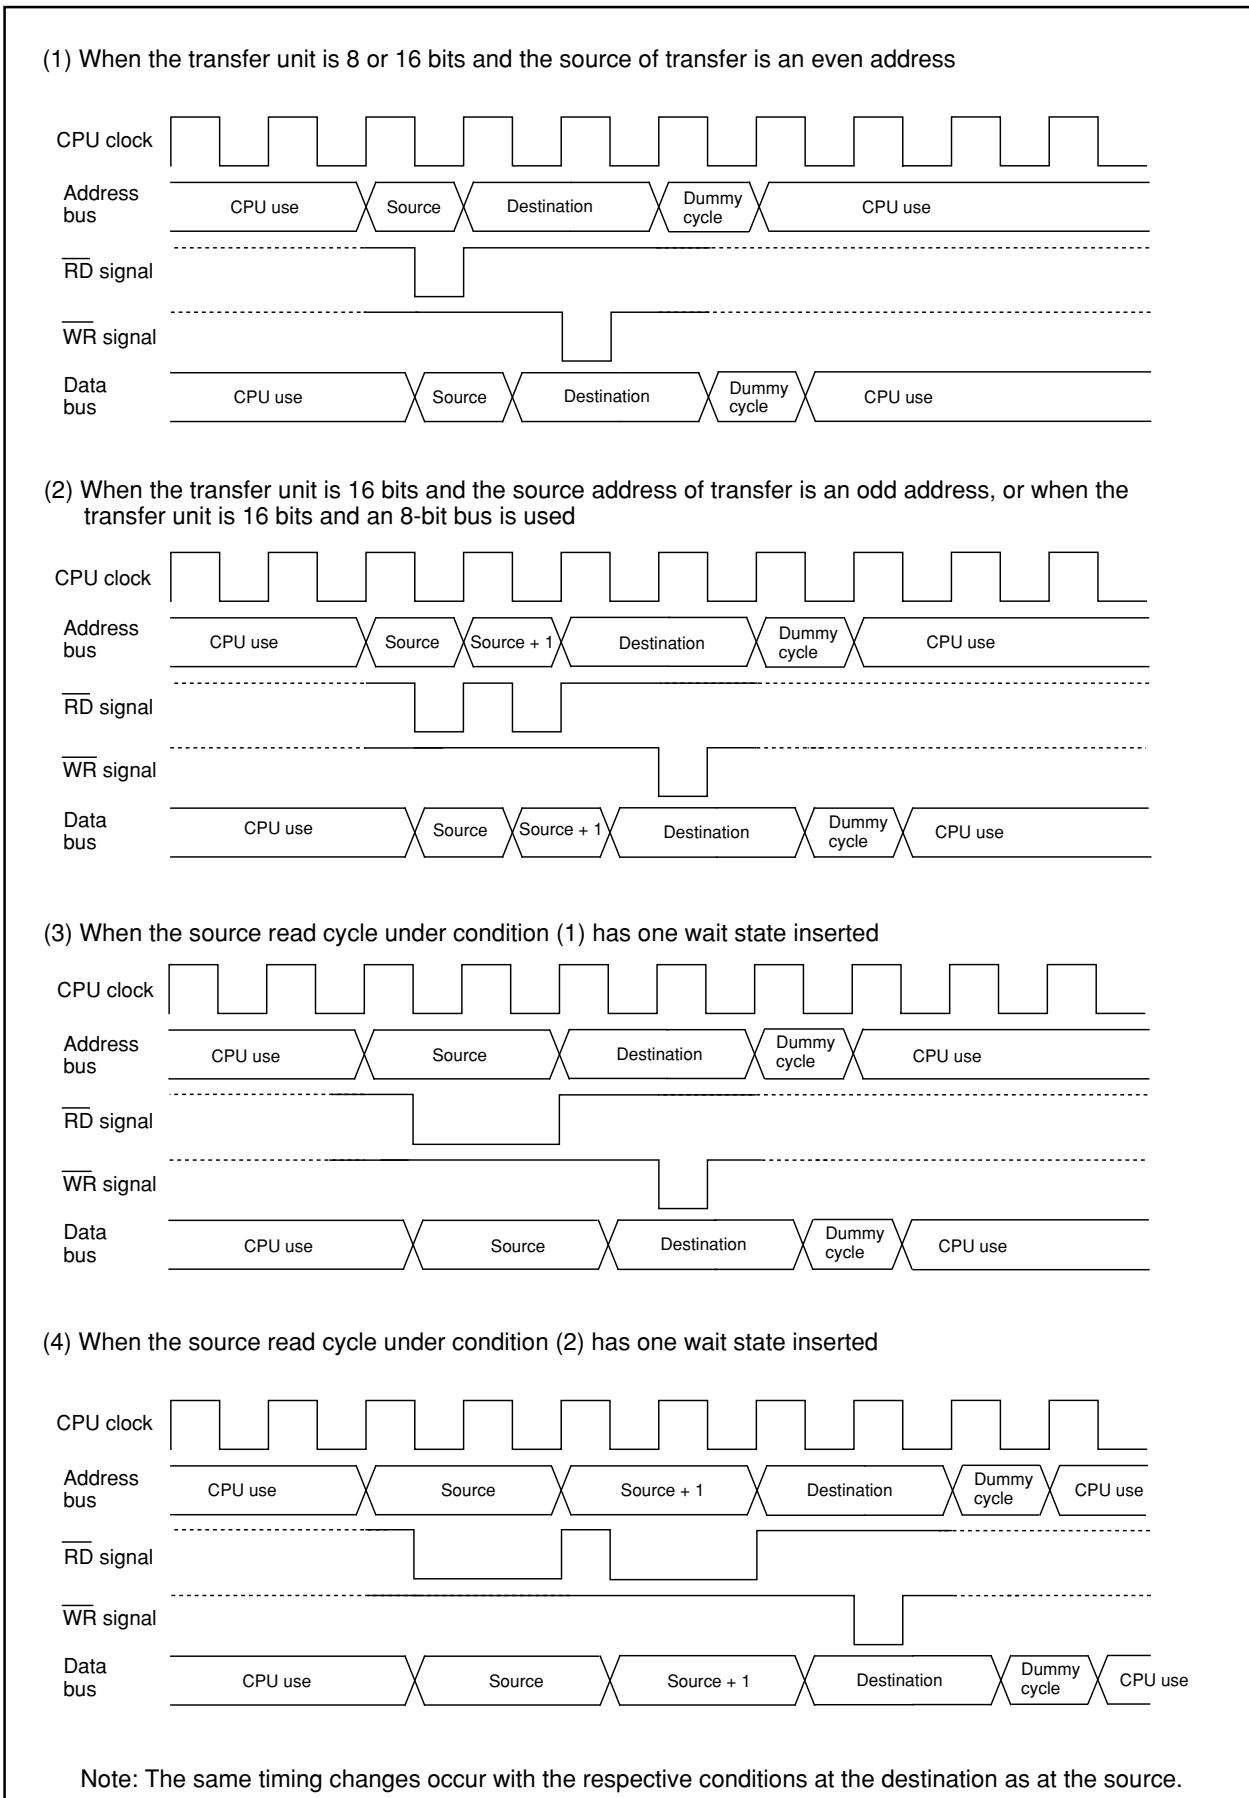 (1) When the transfer unit is 8 or 16 bits and the source of transfer is an even address
CPU clock
Address
bus
CPU use
Source
Destination
Dummy
cycle
CPU use
RD signal
WR signal
Data
bus
CPU use
Source
Destination
Dummy
cycle
CPU use
(2) When the transfer unit is 16 bits and the source address of transfer is an odd address, or when the
transfer unit is 16 bits and an 8-bit bus is used
CPU clock
Address
bus
CPU use
Source
Source + 1
Destination
Dummy
cycle
CPU use
RD signal
WR signal
Data
bus
CPU use
Source
Source + 1
Destination
Dummy
cycle
CPU use
(3) When the source read cycle under condition (1) has one wait state inserted
CPU clock
Address
bus
CPU use
Source
Destination
Dummy
cycle
CPU use
RD signal
WR signal
Data
bus
CPU use
Source
Destination
Dummy
cycle
CPU use
(4) When the source read cycle under condition (2) has one wait state inserted
CPU clock
Address
bus
CPU use
Source
Source + 1
Destination
Dummy
cycle
CPU use
RD signal
WR signal
Data
bus
CPU use
Source
Source + 1
Destination
Dummy
cycle
CPU use
Note: The same timing changes occur with the respective conditions at the destination as at the source.